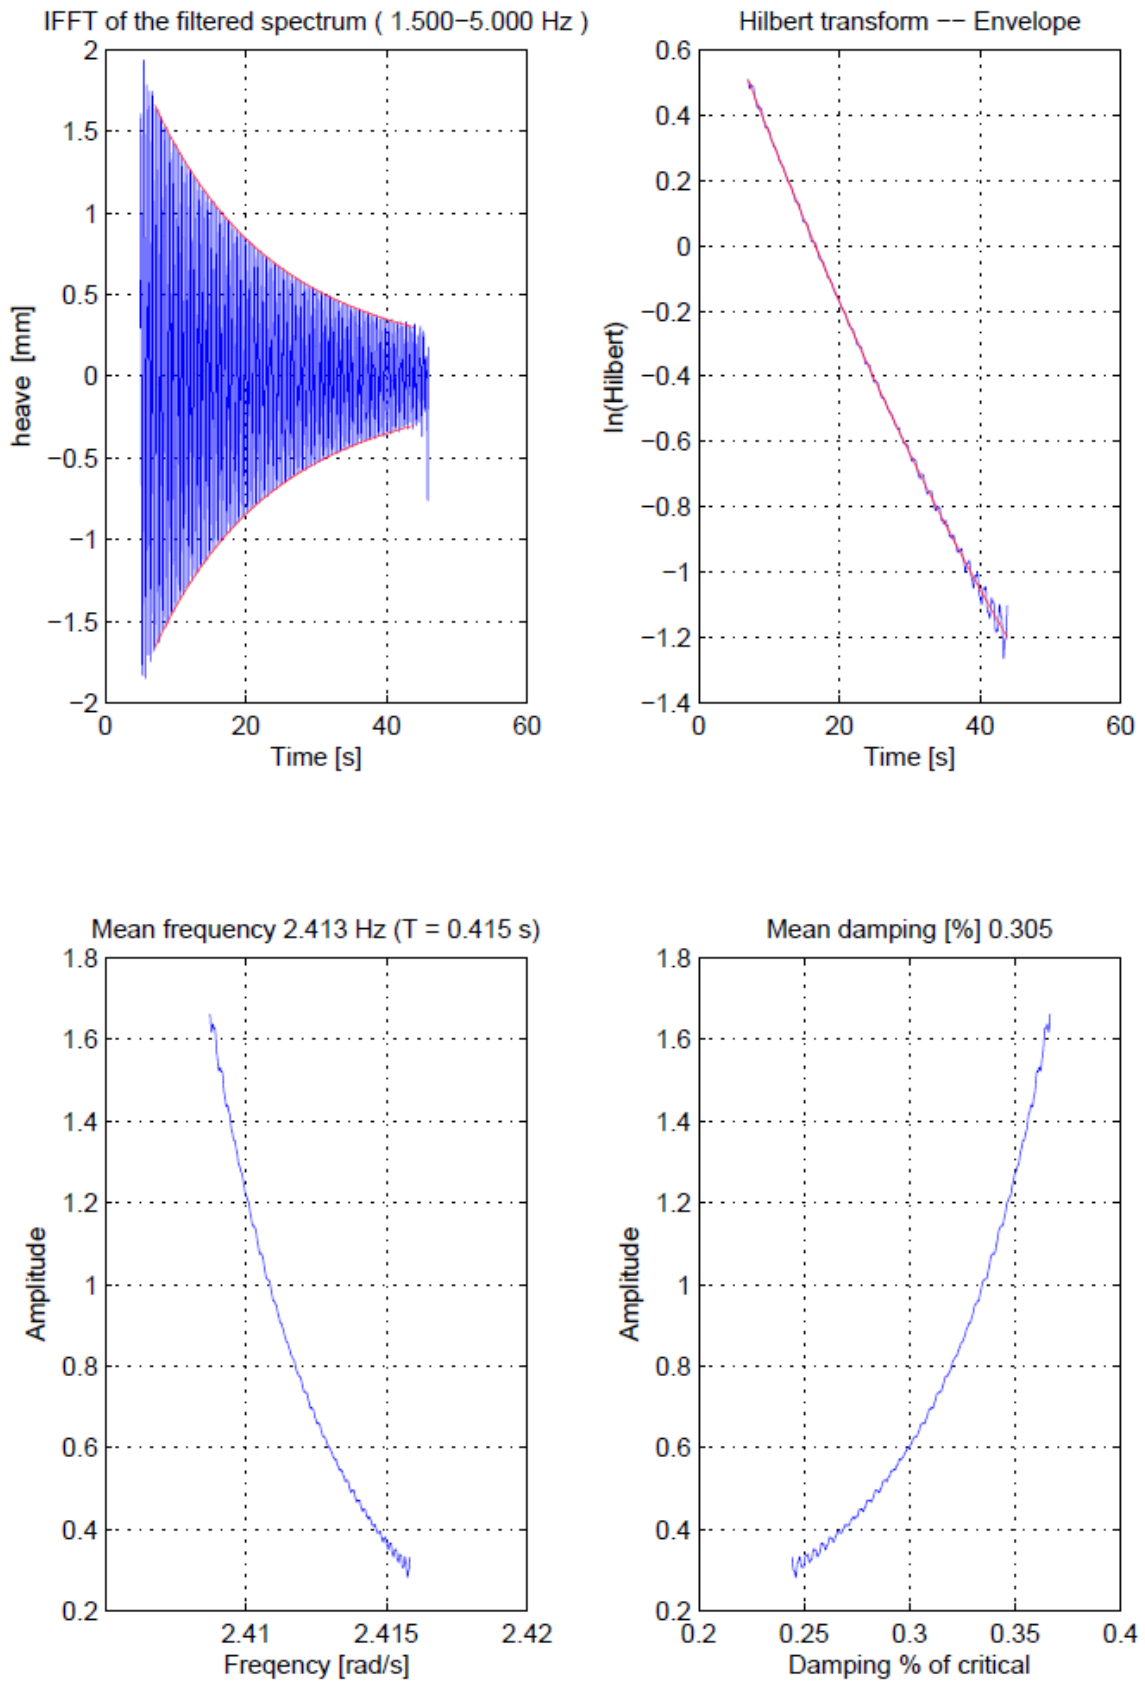 IFFT of the filtered spectrum ( 1.500−5.000 Hz )
2
1.5
1
0.5
0
−0.5
−1
−1.5
−2
heave [mm]
0 20 40 60
Time [s]
Hilbert transform −− Envelope
0.6
0.4
0.2
0
−0.2
−0.4
−0.6
−0.8
−1
−1.2
−1.4
ln(Hilbert)
0 20 40 60
Time [s]
Mean frequency 2.413 Hz (T = 0.415 s)
1.8
1.6
1.4
1.2
1
0.8
0.6
0.4
0.2
Amplitude
2.41 2.415 2.42
Freqency [rad/s]
Mean damping [%] 0.305
1.8
1.6
1.4
1.2
1
0.8
0.6
0.4
0.2
Amplitude
0.2 0.25 0.3 0.35 0.4
Damping % of critical